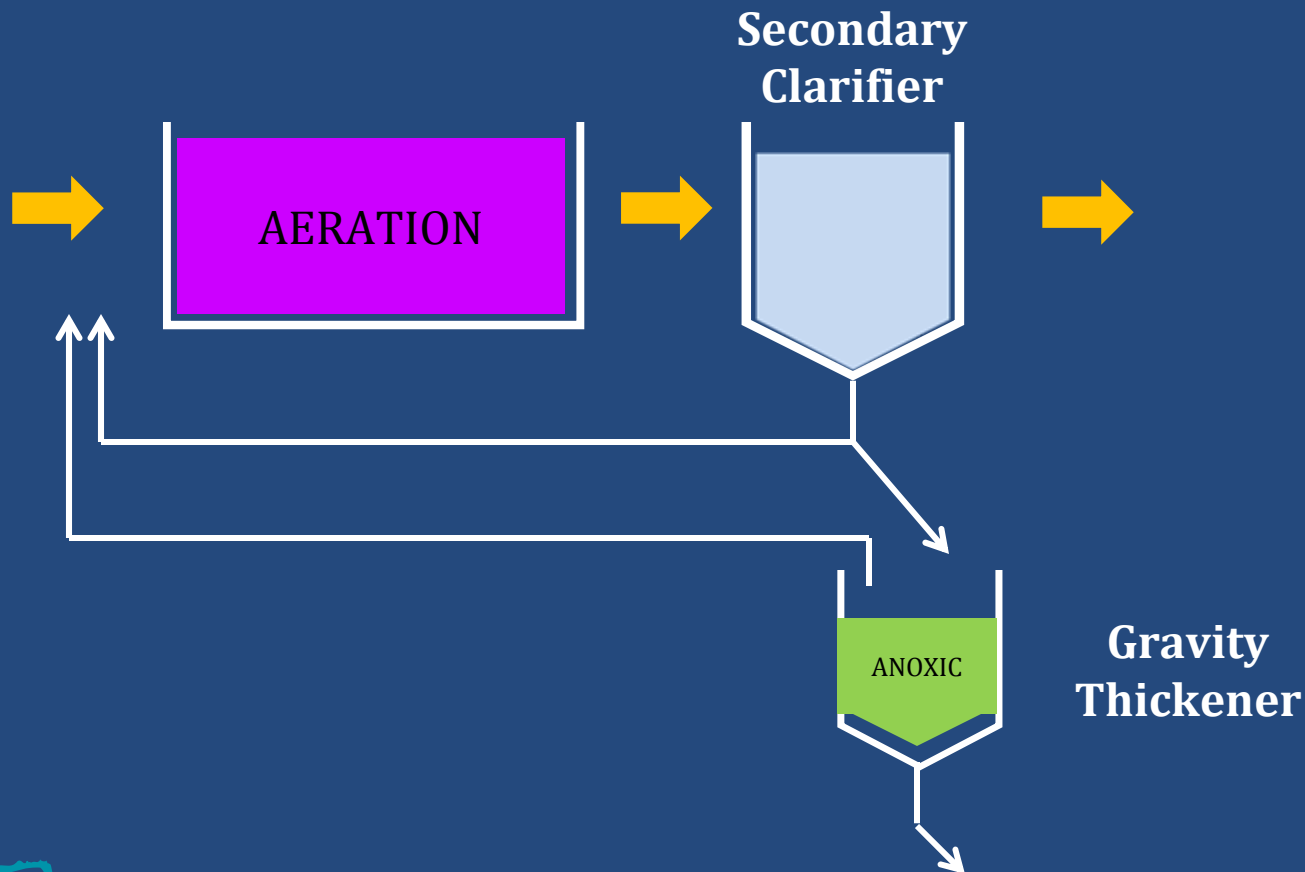 Secondary
Clarifier
AERATION
ANOXIC
Gravity
Thickener